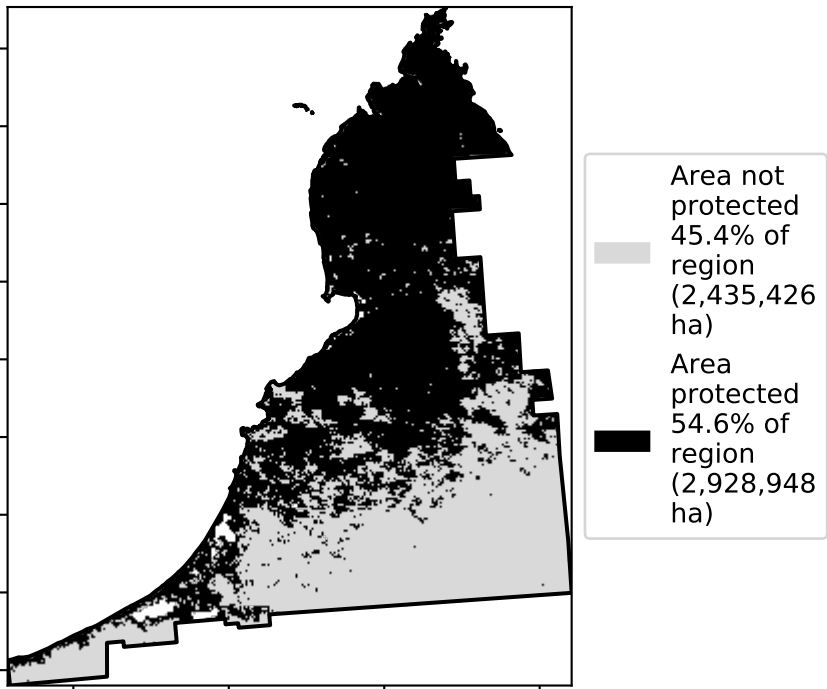 Area not
protected
45.4% of
region
(2,435,426
ha)
Area
protected
54.6% of
region
(2,928,948
ha)